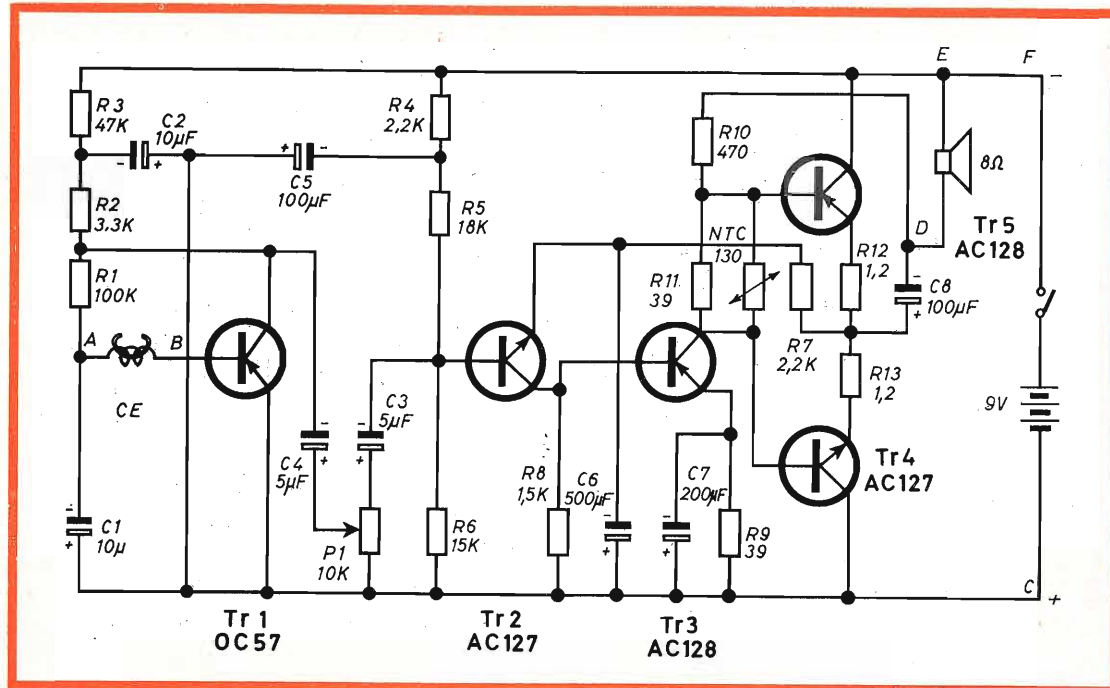 E
F
-
R3
47K
C2
10µF
- +
R4
2,2K
+ -
C5
100µF
R10
470
8Ω
R2
3,3K
R5
18K
NTC
130
D
Tr5
AC128
R1
100K
R11
39
R12
1,2
-
C8
100µF
+
A
B
R7
2,2K
CE
R13
1,2
9V
C3
5µF
-
+
-
C4
5µF
+
Tr4
AC127
R8
1,5K
C6
500µF
-
+
C7
200µF
-
+
-
C1
10µ
+
P1
10K
R6
15K
R9
39
C
+
Tr1
OC57
Tr2
AC127
Tr3
AC128